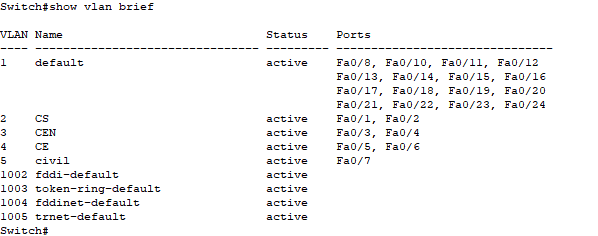 Switch#show vlan brief
VLAN Name                             Status    Ports
---- -------------------------------- --------- -------------------------------
1    default                          active    Fa0/8, Fa0/10, Fa0/11, Fa0/12
                                                Fa0/13, Fa0/14, Fa0/15, Fa0/16
                                                Fa0/17, Fa0/18, Fa0/19, Fa0/20
                                                Fa0/21, Fa0/22, Fa0/23, Fa0/24
2    CS                               active    Fa0/1, Fa0/2
3    CEN                              active    Fa0/3, Fa0/4
4    CE                               active    Fa0/5, Fa0/6
5    civil                            active    Fa0/7
1002 fddi-default                     active
1003 token-ring-default               active
1004 fddinet-default                  active
1005 trnet-default                    active
Switch#